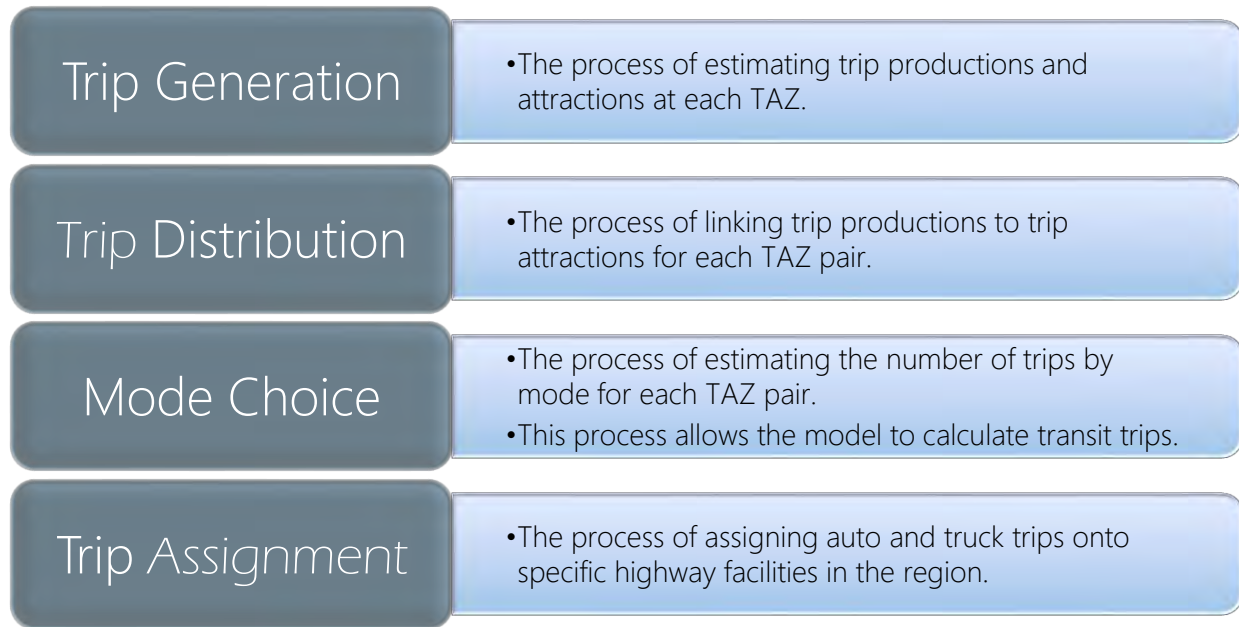 Trip Generation
•The process of estimating trip productions and
attractions at each TAZ.
Trip Distribution
•The process of linking trip productions to trip
attractions for each TAZ pair.
Mode Choice
•The process of estimating the number of trips by
mode for each TAZ pair.
•This process allows the model to calculate transit trips.
Trip Assignment
•The process of assigning auto and truck trips onto
specific highway facilities in the region.